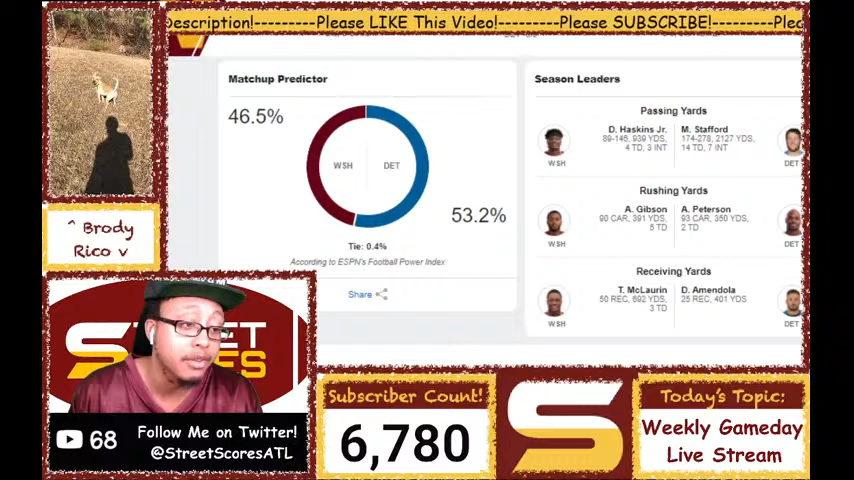 Description!---------Please LIKE This Video!---------Please SUBSCRIBE!---------Plea
Matchup Predictor
46.5%
WSH
DET
53.2%
Tie: 0.4%
According to ESPN's Football Power Index
Share
Season Leaders
Passing Yards
D. Haskins Jr. M. Stafford
89-146, 939 YDS, 174-278, 2127 YDS,
4 TD, 3 INT 14 TD, 7 INT
WSH DET
Rushing Yards
A. Gibson A. Peterson
90 CAR, 391 YDS, 93 CAR, 350 YDS,
5 TD 2 TD
WSH DET
Receiving Yards
T. McLaurin D. Amendola
50 REC, 692 YDS, 25 REC, 401 YDS
3 TD
WSH DET
^ Brody
Rico v
68
Follow Me on Twitter!
@StreetScoresATL
Subscriber Count!
6,780
S
Today's Topic:
Weekly Gameday
Live Stream